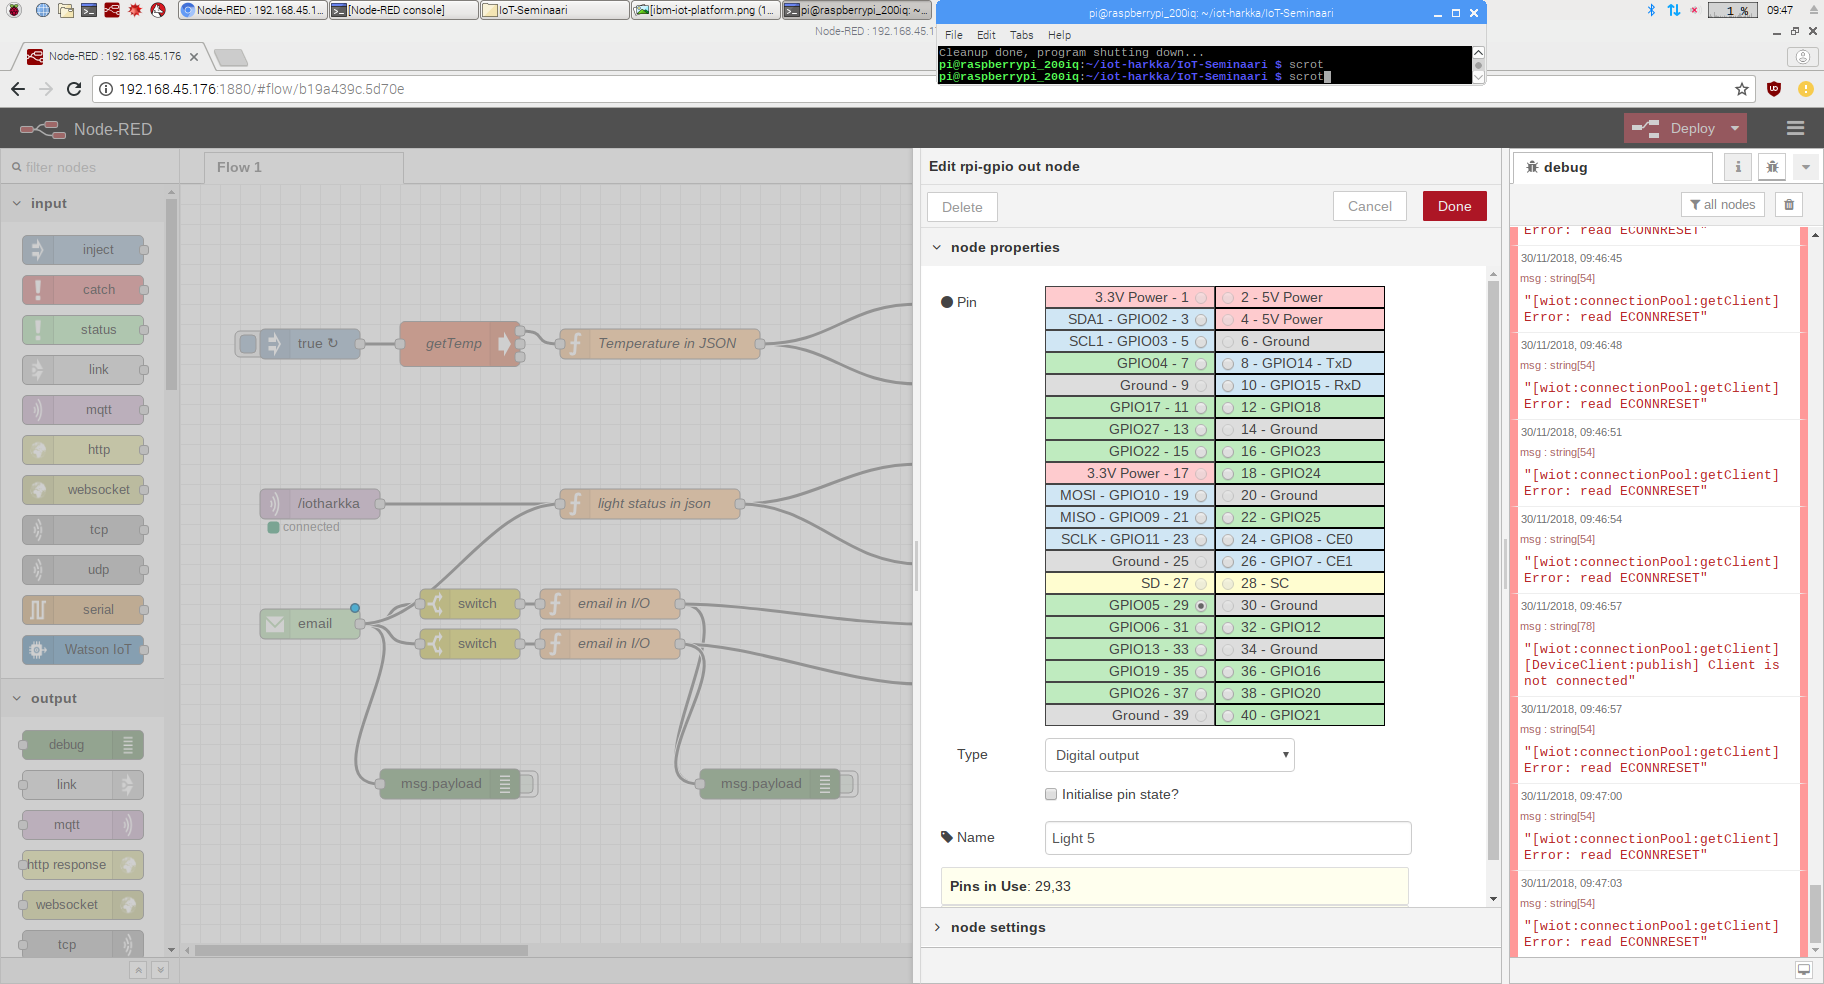 Node-RED : 192.168.45.1...
[Node-RED console]
IoT-Seminaari
[ibm-iot-platform.png (1...
pi@raspberrypi_200iq: ~...
1 %
09:47
Node-RED : 192.168.45.1
pi@raspberrypi_200iq: ~/iot-harkka/IoT-Seminaari
File Edit Tabs Help
Cleanup done, program shutting down...
pi@raspberrypi_200iq:~/iot-harkka/IoT-Seminaari $ scrot
pi@raspberrypi_200iq:~/iot-harkka/IoT-Seminaari $ scrot
Node-RED : 192.168.45.176
192.168.45.176:1880/#flow/b19a439c.5d70e
Node-RED
Deploy
filter nodes
input
inject
catch
status
link
mqtt
http
websocket
tcp
udp
serial
Watson IoT
output
debug
link
mqtt
http response
websocket
tcp
Flow 1
true ↻
getTemp
Temperature in JSON
/iotharkka
connected
light status in json
email
switch
email in I/O
switch
email in I/O
msg.payload
msg.payload
Edit rpi-gpio out node
Delete
Cancel
Done
node properties
Pin
3.3V Power - 1 2 - 5V Power
SDA1 - GPIO02 - 3 4 - 5V Power
SCL1 - GPIO03 - 5 6 - Ground
GPIO04 - 7 8 - GPIO14 - TxD
Ground - 9 10 - GPIO15 - RxD
GPIO17 - 11 12 - GPIO18
GPIO27 - 13 14 - Ground
GPIO22 - 15 16 - GPIO23
3.3V Power - 17 18 - GPIO24
MOSI - GPIO10 - 19 20 - Ground
MISO - GPIO09 - 21 22 - GPIO25
SCLK - GPIO11 - 23 24 - GPIO8 - CE0
Ground - 25 26 - GPIO7 - CE1
SD - 27 28 - SC
GPIO05 - 29 30 - Ground
GPIO06 - 31 32 - GPIO12
GPIO13 - 33 34 - Ground
GPIO19 - 35 36 - GPIO16
GPIO26 - 37 38 - GPIO20
Ground - 39 40 - GPIO21
Type
Digital output
Initialise pin state?
Name
Light 5
Pins in Use: 29,33
node settings
debug
i
all nodes
Error: read ECONNRESET"
30/11/2018, 09:46:45
msg : string[54]
"[wiot:connectionPool:getClient]
Error: read ECONNRESET"
30/11/2018, 09:46:48
msg : string[54]
"[wiot:connectionPool:getClient]
Error: read ECONNRESET"
30/11/2018, 09:46:51
msg : string[54]
"[wiot:connectionPool:getClient]
Error: read ECONNRESET"
30/11/2018, 09:46:54
msg : string[54]
"[wiot:connectionPool:getClient]
Error: read ECONNRESET"
30/11/2018, 09:46:57
msg : string[78]
"[wiot:connectionPool:getClient]
[DeviceClient:publish] Client is
not connected"
30/11/2018, 09:46:57
msg : string[54]
"[wiot:connectionPool:getClient]
Error: read ECONNRESET"
30/11/2018, 09:47:00
msg : string[54]
"[wiot:connectionPool:getClient]
Error: read ECONNRESET"
30/11/2018, 09:47:03
msg : string[54]
"[wiot:connectionPool:getClient]
Error: read ECONNRESET"